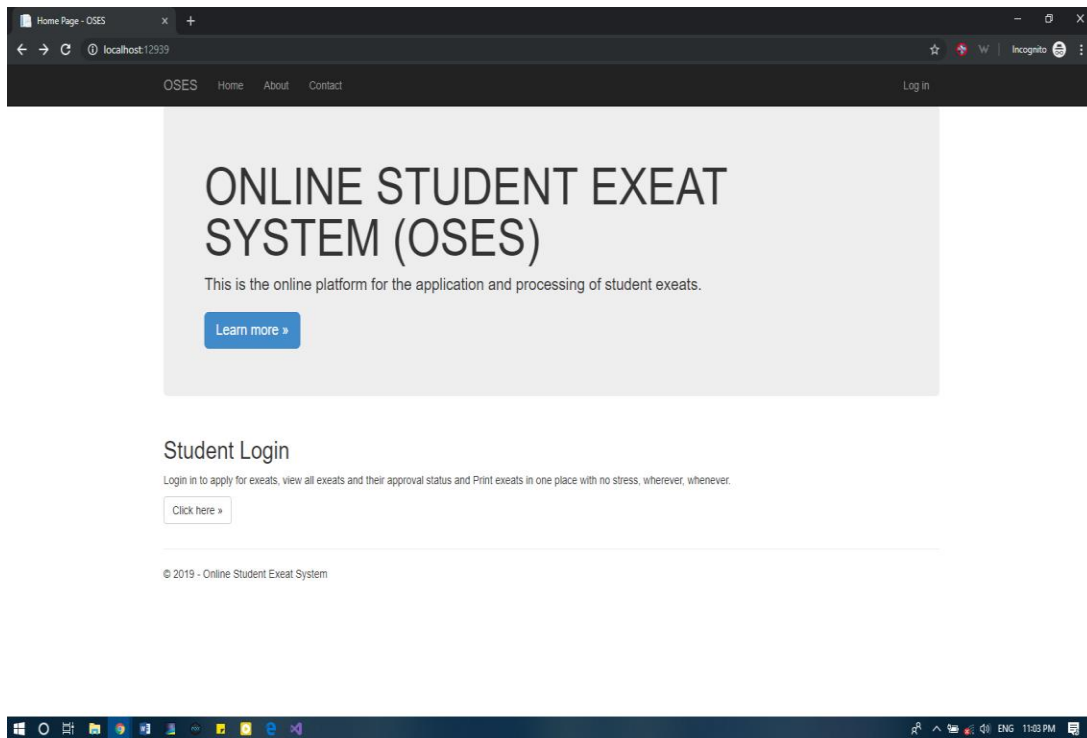 Home Page - OSES
localhost:12939
Incognito
OSES Home About Contact Log in
ONLINE STUDENT EXEAT
SYSTEM (OSES)
This is the online platform for the application and processing of student exeats.
Learn more »
Student Login
Login in to apply for exeats, view all exeats and their approval status and Print exeats in one place with no stress, wherever, whenever.
Click here »
© 2019 - Online Student Exeat System
ENG 11:03 PM